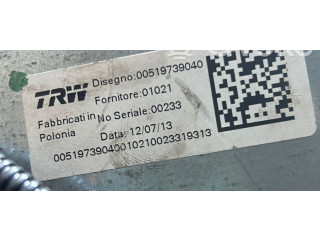 TRW
Disegno:00519739040
Fornitore:01021
Fabbricati in
Polonia
No Seriale:00233
Data: 12/07/13
00519739040010210023319313